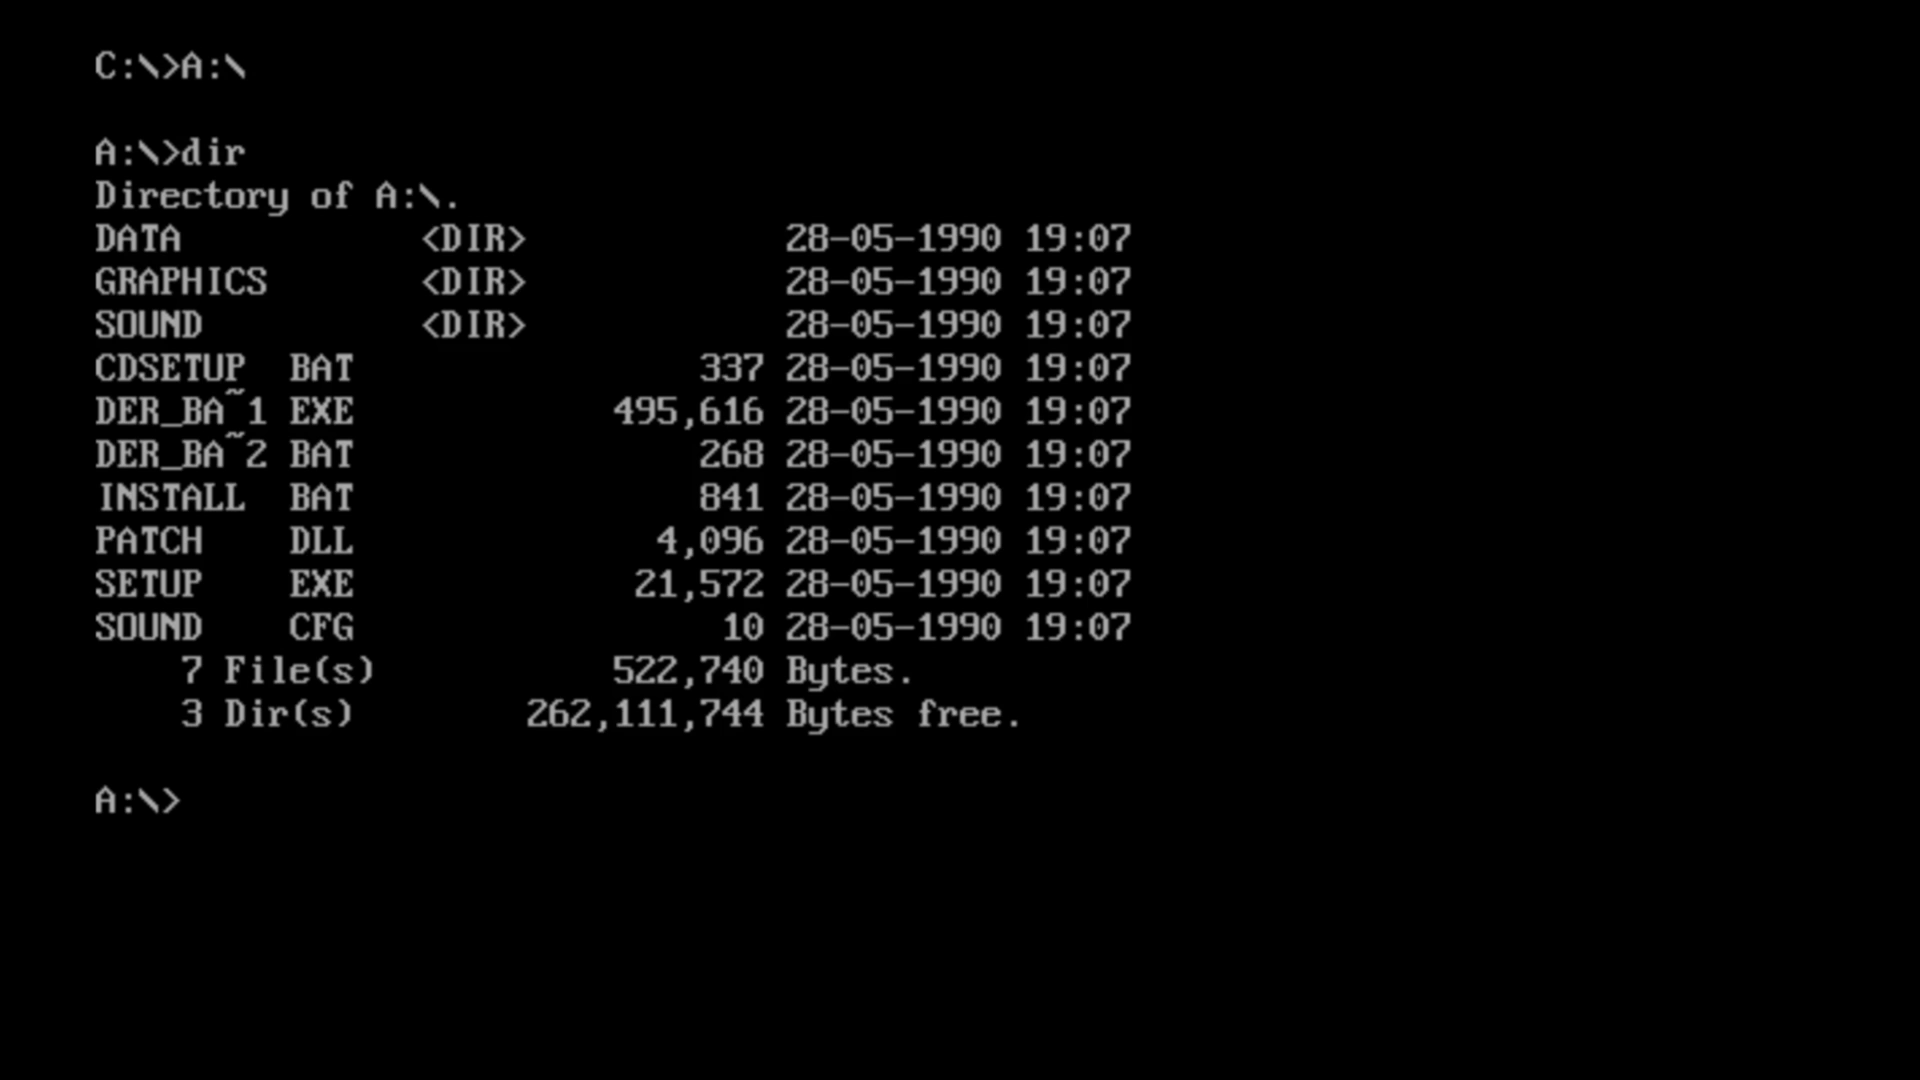 C:\>A:\
A:\>dir
Directory of A:\.
DATA <DIR> 28-05-1990 19:07
GRAPHICS <DIR> 28-05-1990 19:07
SOUND <DIR> 28-05-1990 19:07
CDSETUP BAT 337 28-05-1990 19:07
DER_BA~1 EXE 495,616 28-05-1990 19:07
DER_BA~2 BAT 268 28-05-1990 19:07
INSTALL BAT 841 28-05-1990 19:07
PATCH DLL 4,096 28-05-1990 19:07
SETUP EXE 21,572 28-05-1990 19:07
SOUND CFG 10 28-05-1990 19:07
7 File(s) 522,740 Bytes.
3 Dir(s) 262,111,744 Bytes free.
A:\>